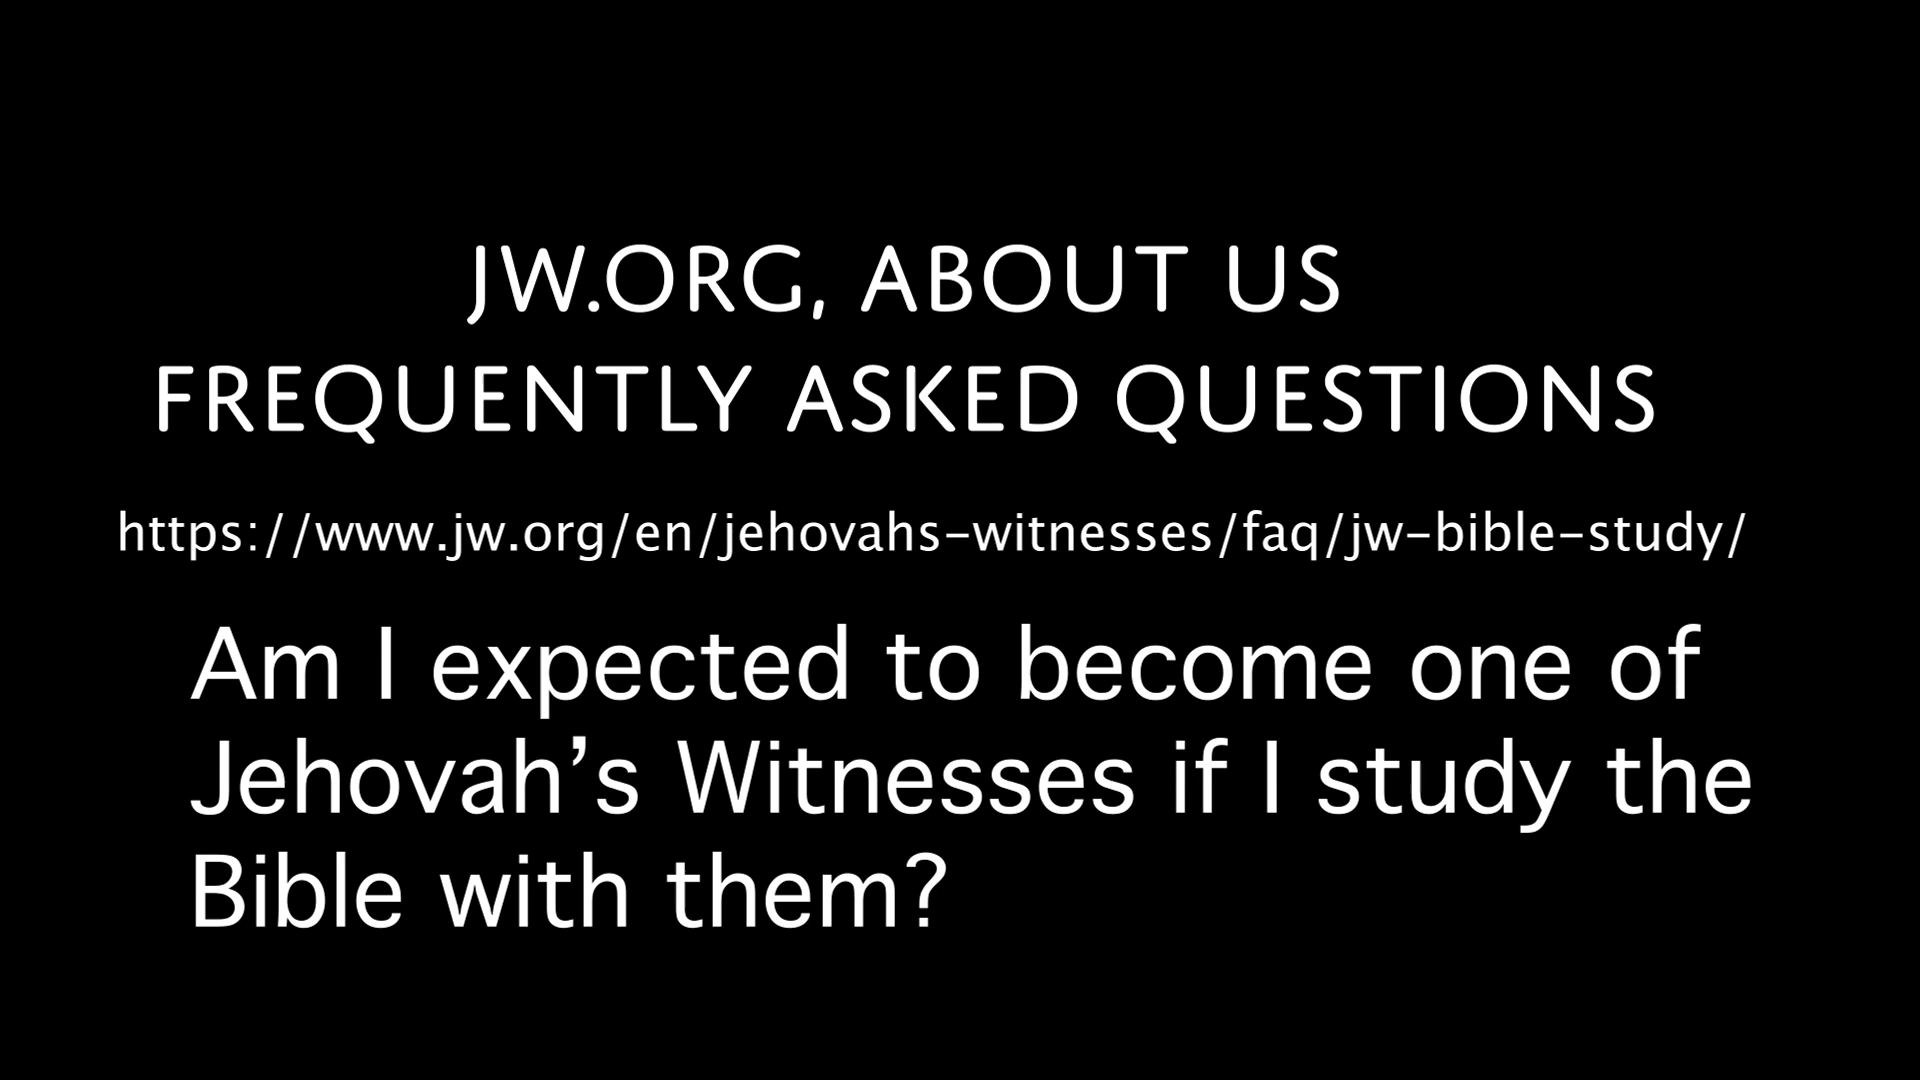 JW.ORG, ABOUT US
FREQUENTLY ASKED QUESTIONS
https://www.jw.org/en/jehovahs-witnesses/faq/jw-bible-study/
Am I expected to become one of
Jehovah’s Witnesses if I study the
Bible with them?